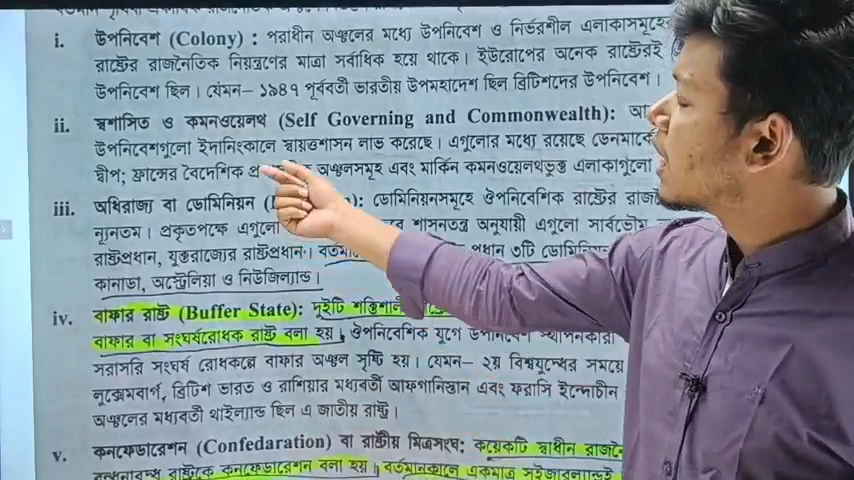 i. উপনিবেশ (Colony) : পরাধীন অঞ্চলের মধ্যে উপনিবেশ ও নির্ভরশীল এলাকাসমূহে
রাষ্ট্রের রাজনৈতিক নিয়ন্ত্রণের মাত্রা সর্বাধিক হয়ে থাকে। ইউরোপের অনেক রাষ্ট্রেরই
উপনিবেশ ছিল। যেমন– ১৯৪৭ পূর্ববর্তী ভারতীয় উপমহাদেশ ছিল ব্রিটিশদের উপনিবেশ।
ii. স্বশাসিত ও কমনওয়েলথ (Self Governing and Commonwealth):
উপনিবেশগুলো ইদানিংকালে স্বায়ত্তশাসন লাভ করেছে। এগুলোর মধ্যে রয়েছে ডেনমার্কে
দ্বীপ; ফ্রান্সের বৈদেশিক অঞ্চলসমূহ এবং মার্কিন কমনওয়েলথভুক্ত এলাকাগুলো
iii. অধিরাজ্য বা ডোমিনিয়ন : ডোমিনিয়নসমূহে ঔপনিবেশিক রাষ্ট্রের
ন্যূনতম। প্রকৃতপক্ষে এগুলো শাসনতন্ত্র অনুযায়ী এগুলো সার্বভৌম
রাষ্ট্রপ্রধান, যুক্তরাজ্যের রাষ্ট্রপ্রধান। প্রধান ৩টি
কানাডা, অস্ট্রেলিয়া ও নিউজিল্যান্ড।
iv. বাফার রাষ্ট্র (Buffer State): দুইটি
বাফার বা সংঘর্ষরোধক রাষ্ট্র বলা হয়। ঔপনিবেশিক যুগে
সরাসরি সংঘর্ষ রোধকল্পে বাফার অঞ্চল সৃষ্টি হয়। যেমন– ২য় বিশ্বযুদ্ধের সময়ে
লুক্সেমবার্গ, ব্রিটিশ ভারত ও রাশিয়ার মধ্যবর্তী আফগানিস্তান এবং ফরাসি ইন্দোচীন
অঞ্চলের মধ্যবর্তী থাইল্যান্ড ছিল এ জাতীয় রাষ্ট্র।
v. কনফেডারেশন (Confedaration) বা রাষ্ট্রীয় মিত্রসংঘ: কয়েকটি স্বাধীন
রাষ্ট্রকে কনফেডারেশন বলা হয়। বর্তমানকালে একমাত্র